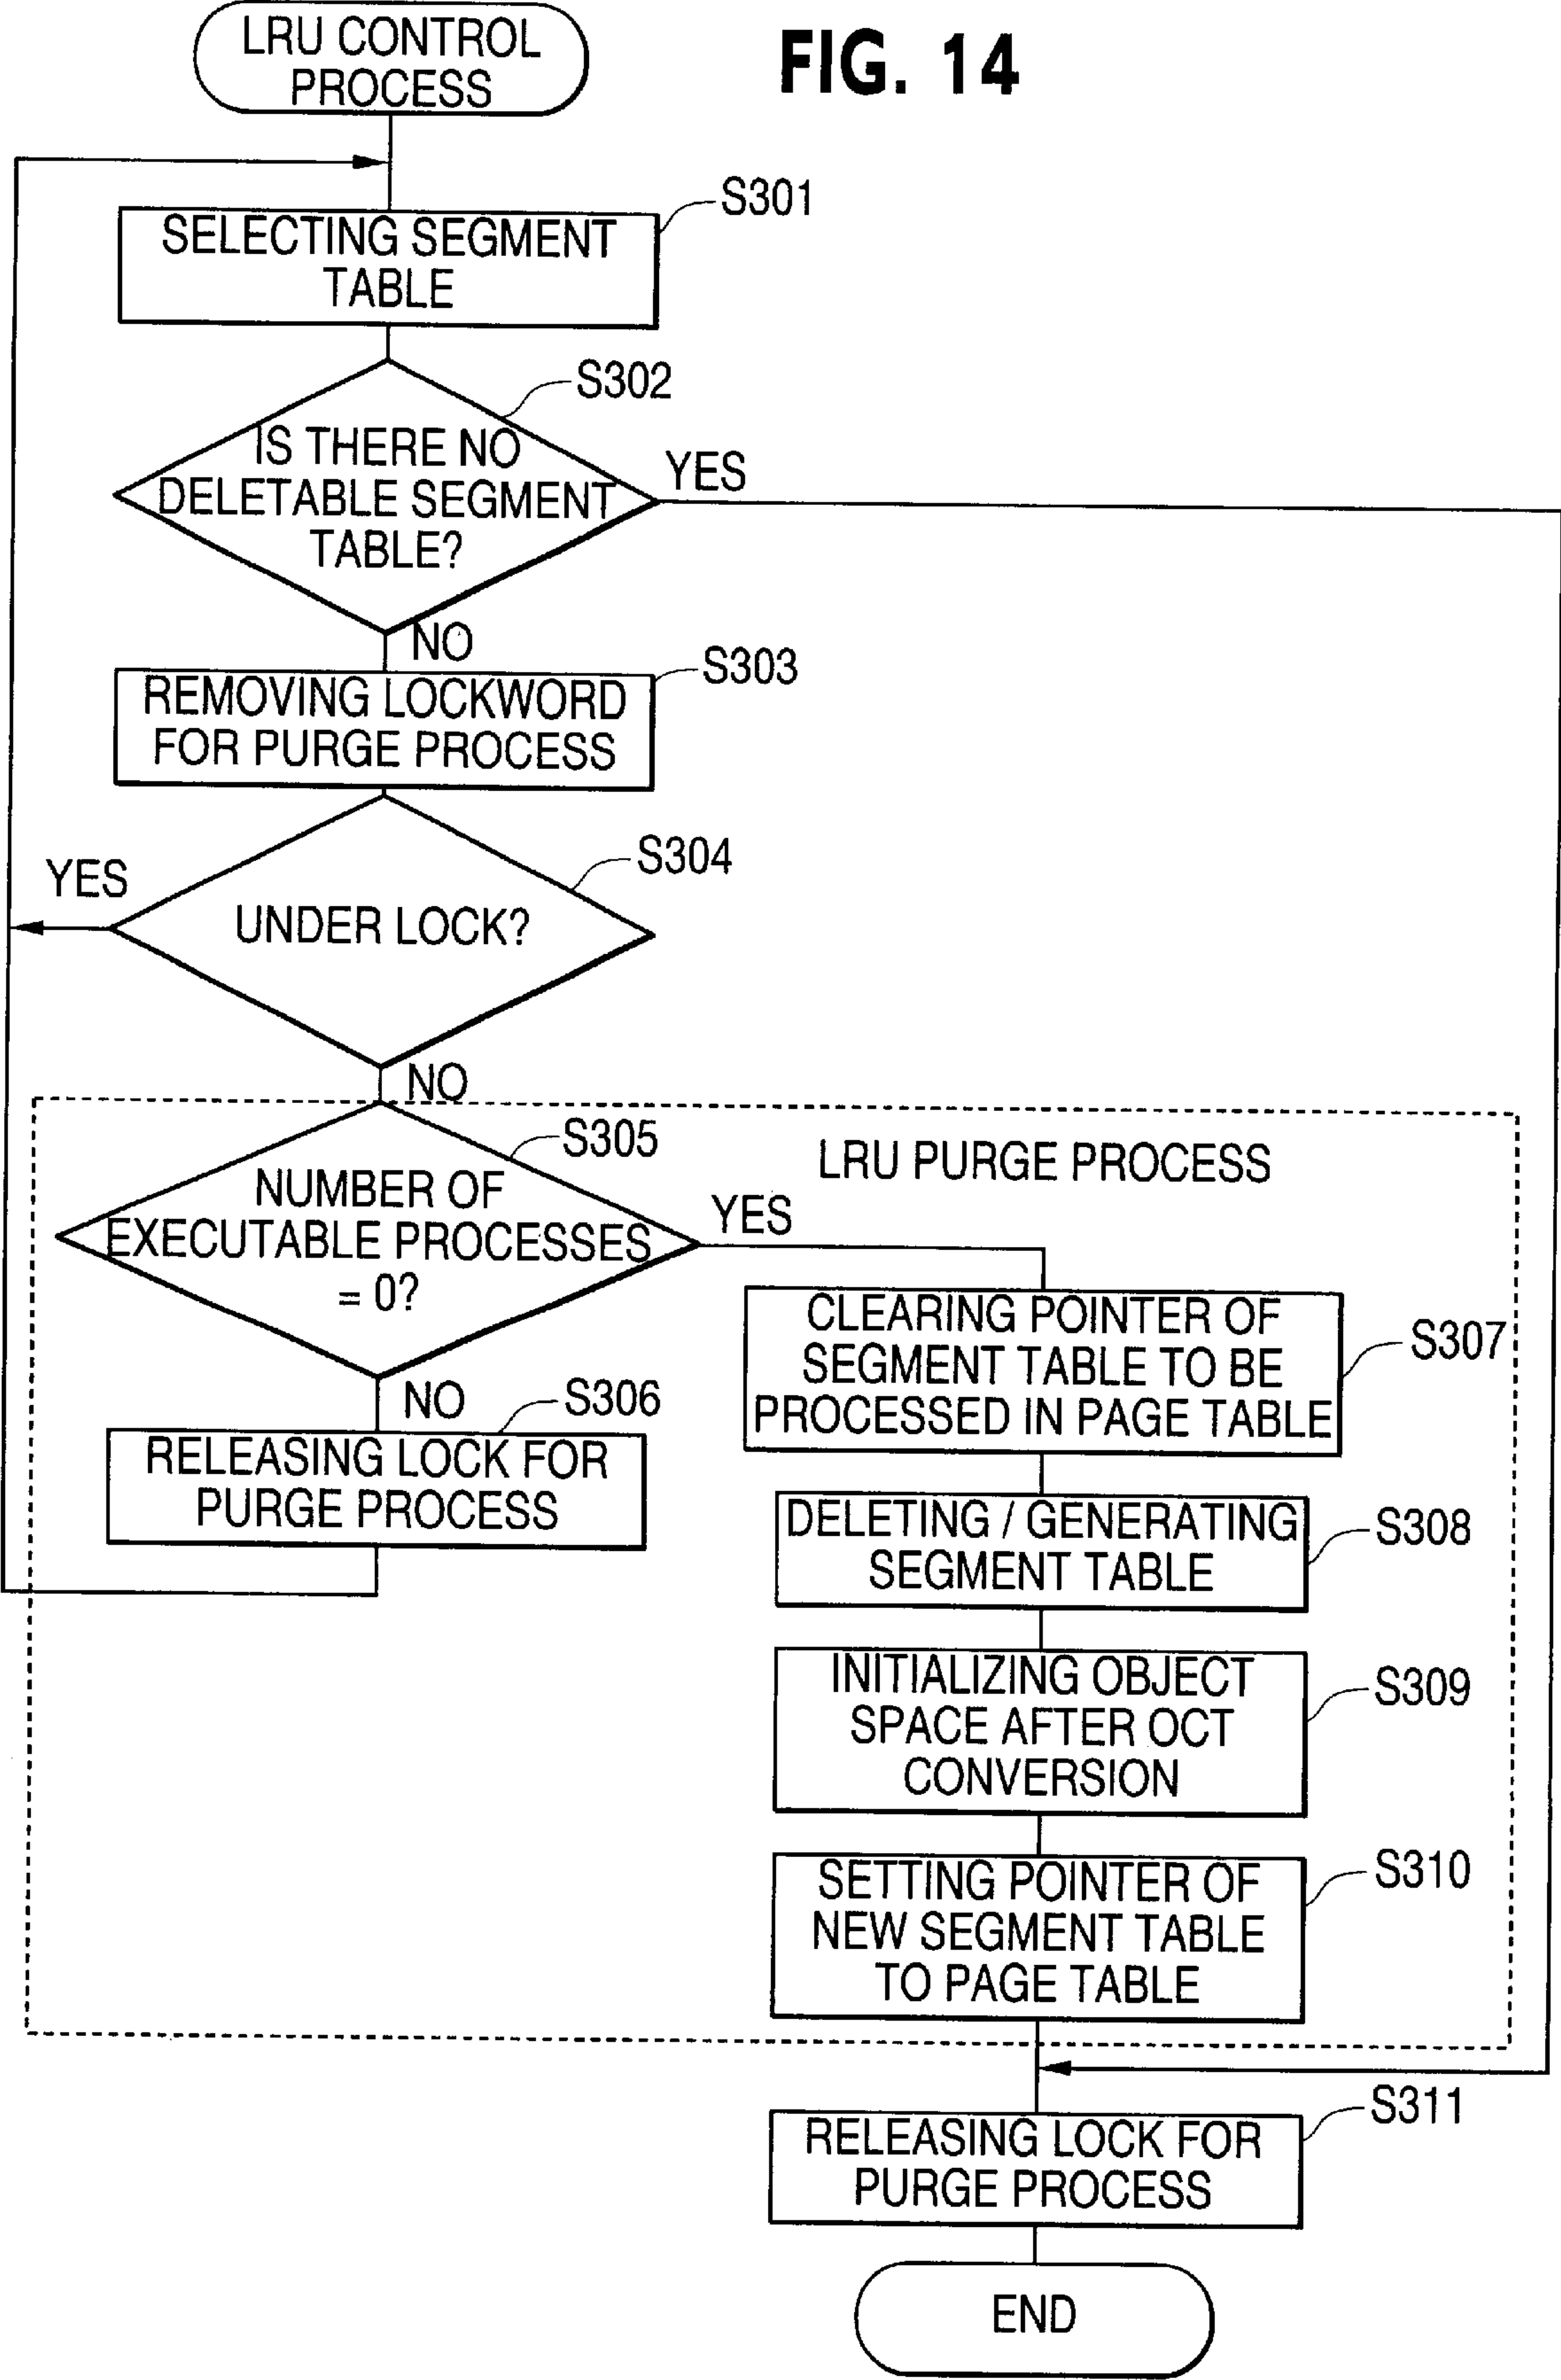 LRU CONTROL
PROCESS
FIG. 14
S301
SELECTING SEGMENT
TABLE
S302
IS THERE NO
DELETABLE SEGMENT
TABLE?
YES
NO
S303
REMOVING LOCKWORD
FOR PURGE PROCESS
S304
YES
UNDER LOCK?
NO
S305
LRU PURGE PROCESS
NUMBER OF
EXECUTABLE PROCESSES
= 0?
YES
NO
S306
RELEASING LOCK FOR
PURGE PROCESS
CLEARING POINTER OF
SEGMENT TABLE TO BE
PROCESSED IN PAGE TABLE
S307
DELETING / GENERATING
SEGMENT TABLE
S308
INITIALIZING OBJECT
SPACE AFTER OCT
CONVERSION
S309
SETTING POINTER OF
NEW SEGMENT TABLE
TO PAGE TABLE
S310
S311
RELEASING LOCK FOR
PURGE PROCESS
END